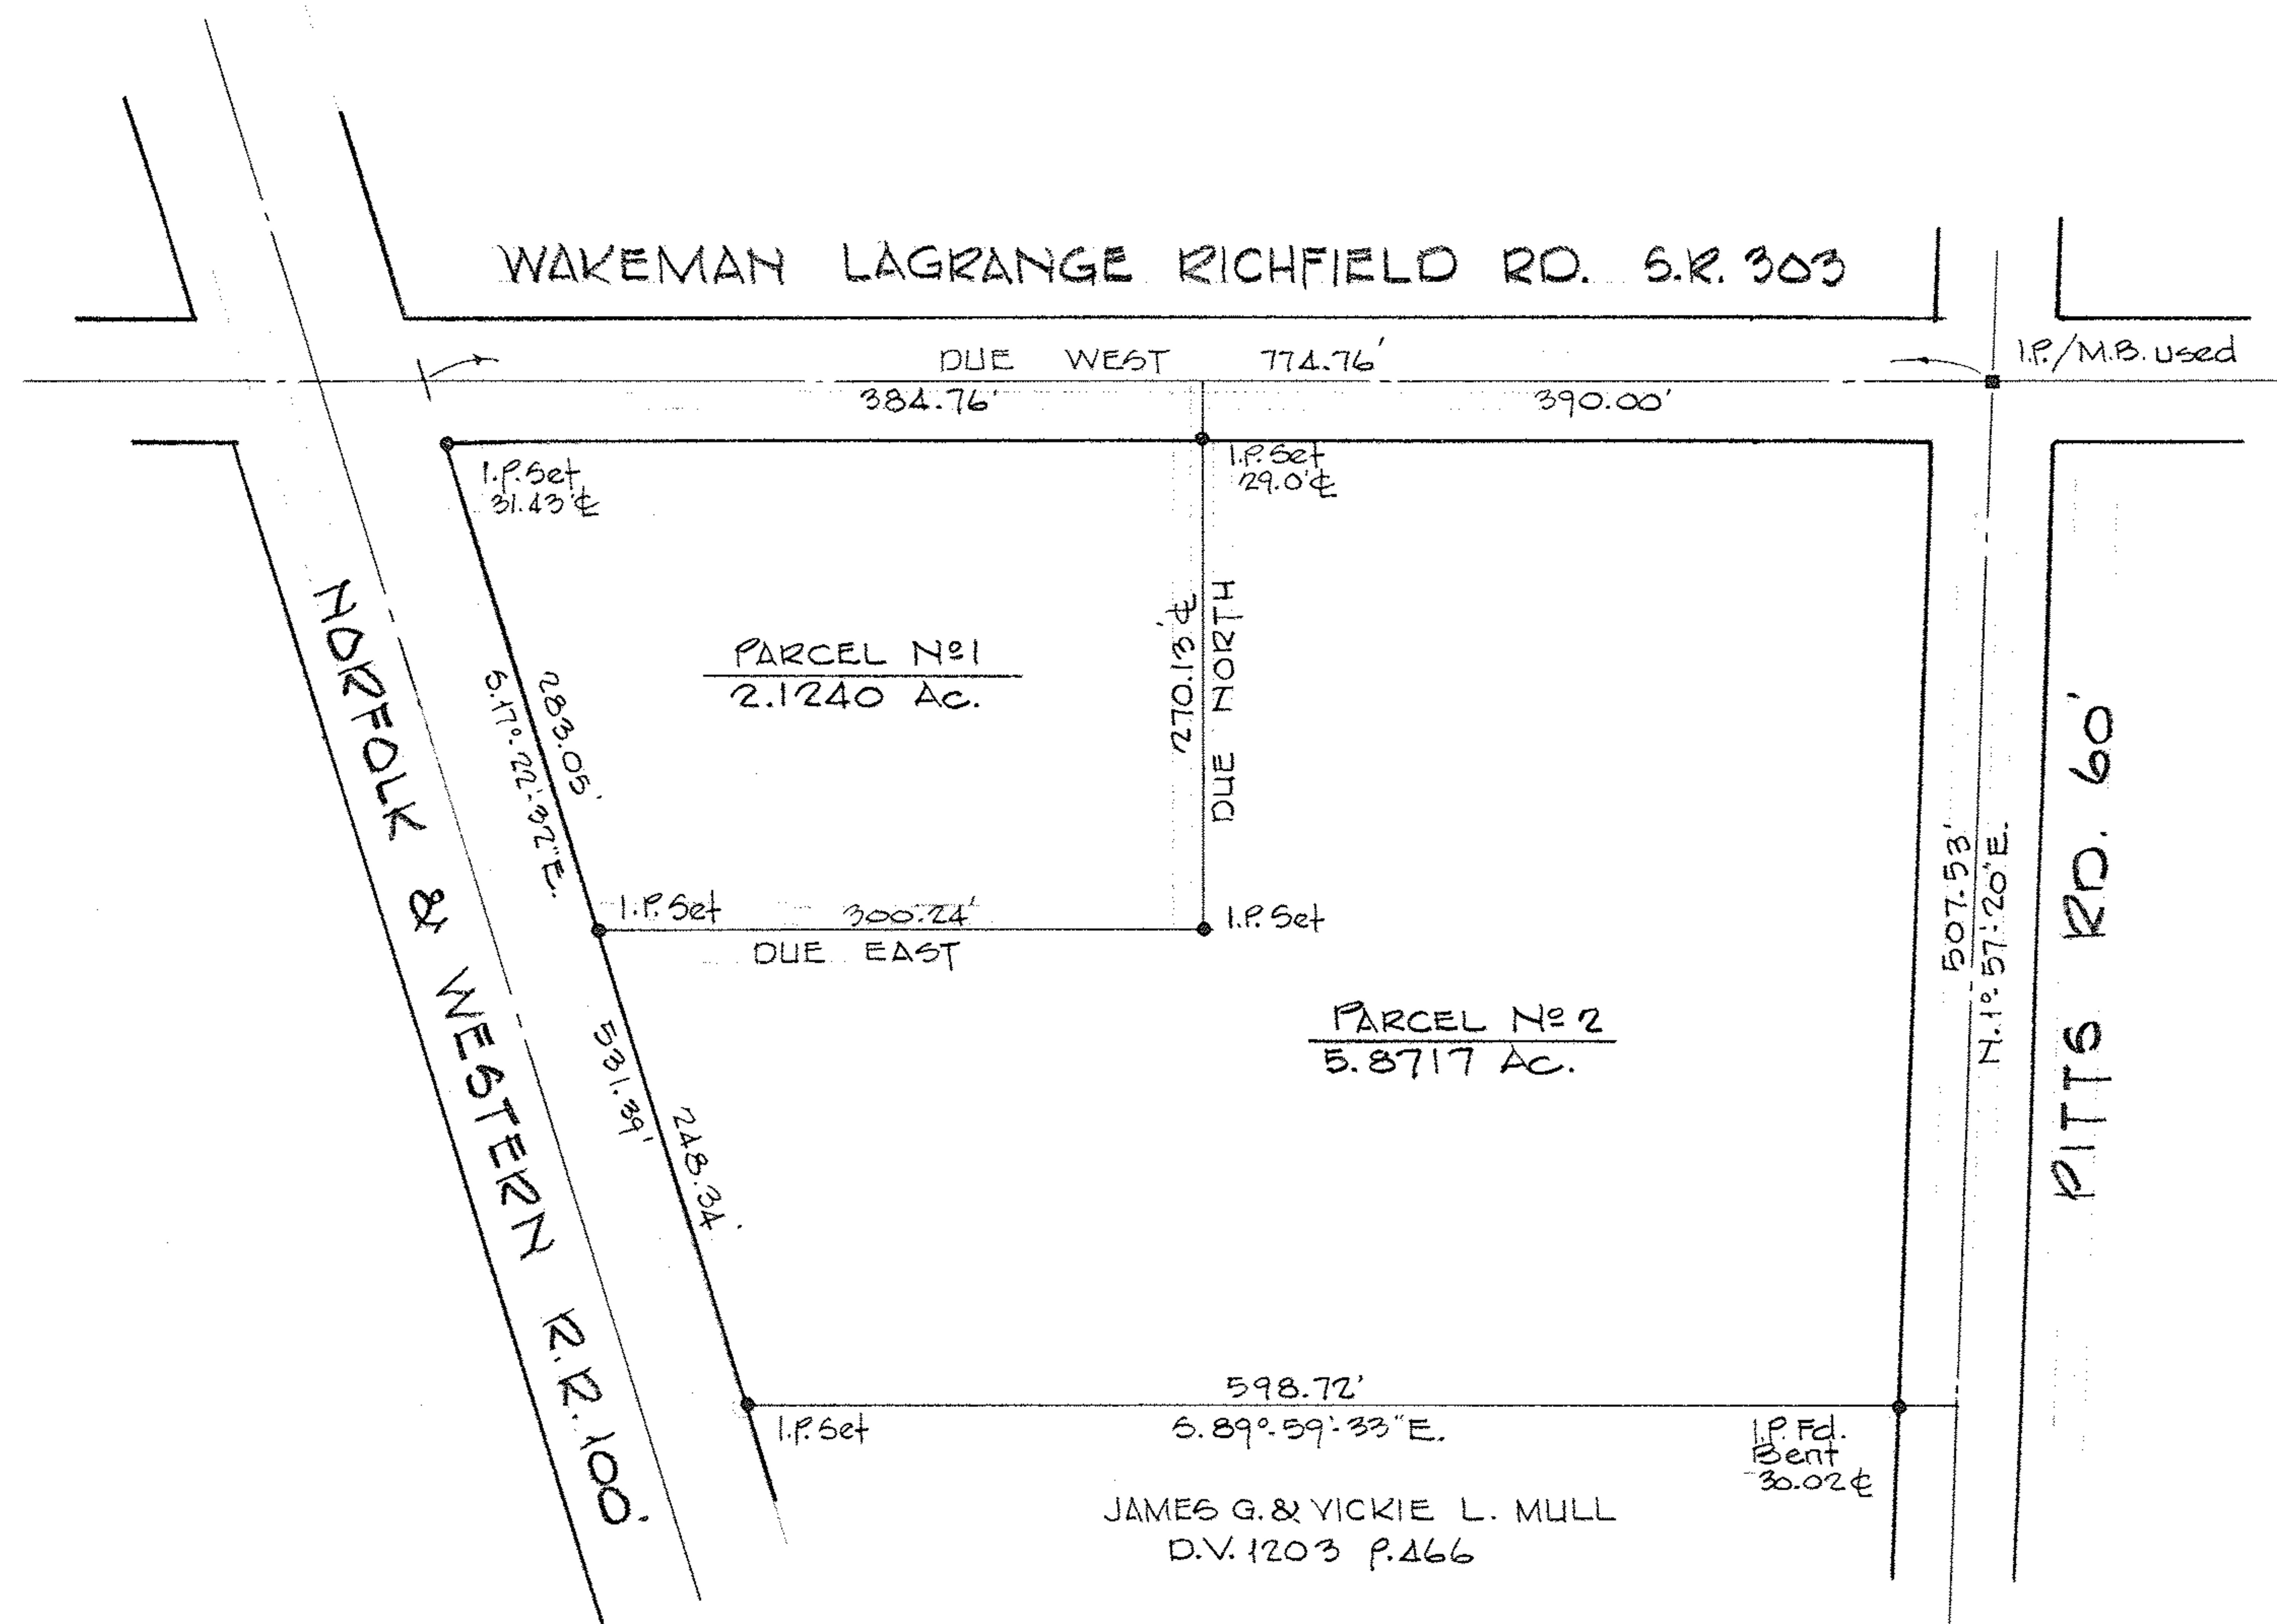 WAKEMAN LAGRANGE RICHFIELD RD. S.R. 303
DUE WEST 774.76'
I.P./M.B. used
384.76'
390.00'
I.P. Set
31.43' ℄
I.P. Set
29.0' ℄
NORFOLK & WESTERN R.R. 100'
283.05'
S.17°-22'-32"E.
PARCEL Nº1
2.1240 Ac.
270.13' ℄
DUE NORTH
I.P. Set
300.24'
DUE EAST
I.P. Set
531.39'
248.34'
PARCEL Nº 2
5.8717 Ac.
507.53'
N.1°-57'-20"E.
PITTS RD. 60'
I.P. Set
598.72'
S.89°-59'-33"E.
I.P. Fd.
Bent
30.02 ℄
JAMES G. & VICKIE L. MULL
D.V. 1203 P.466